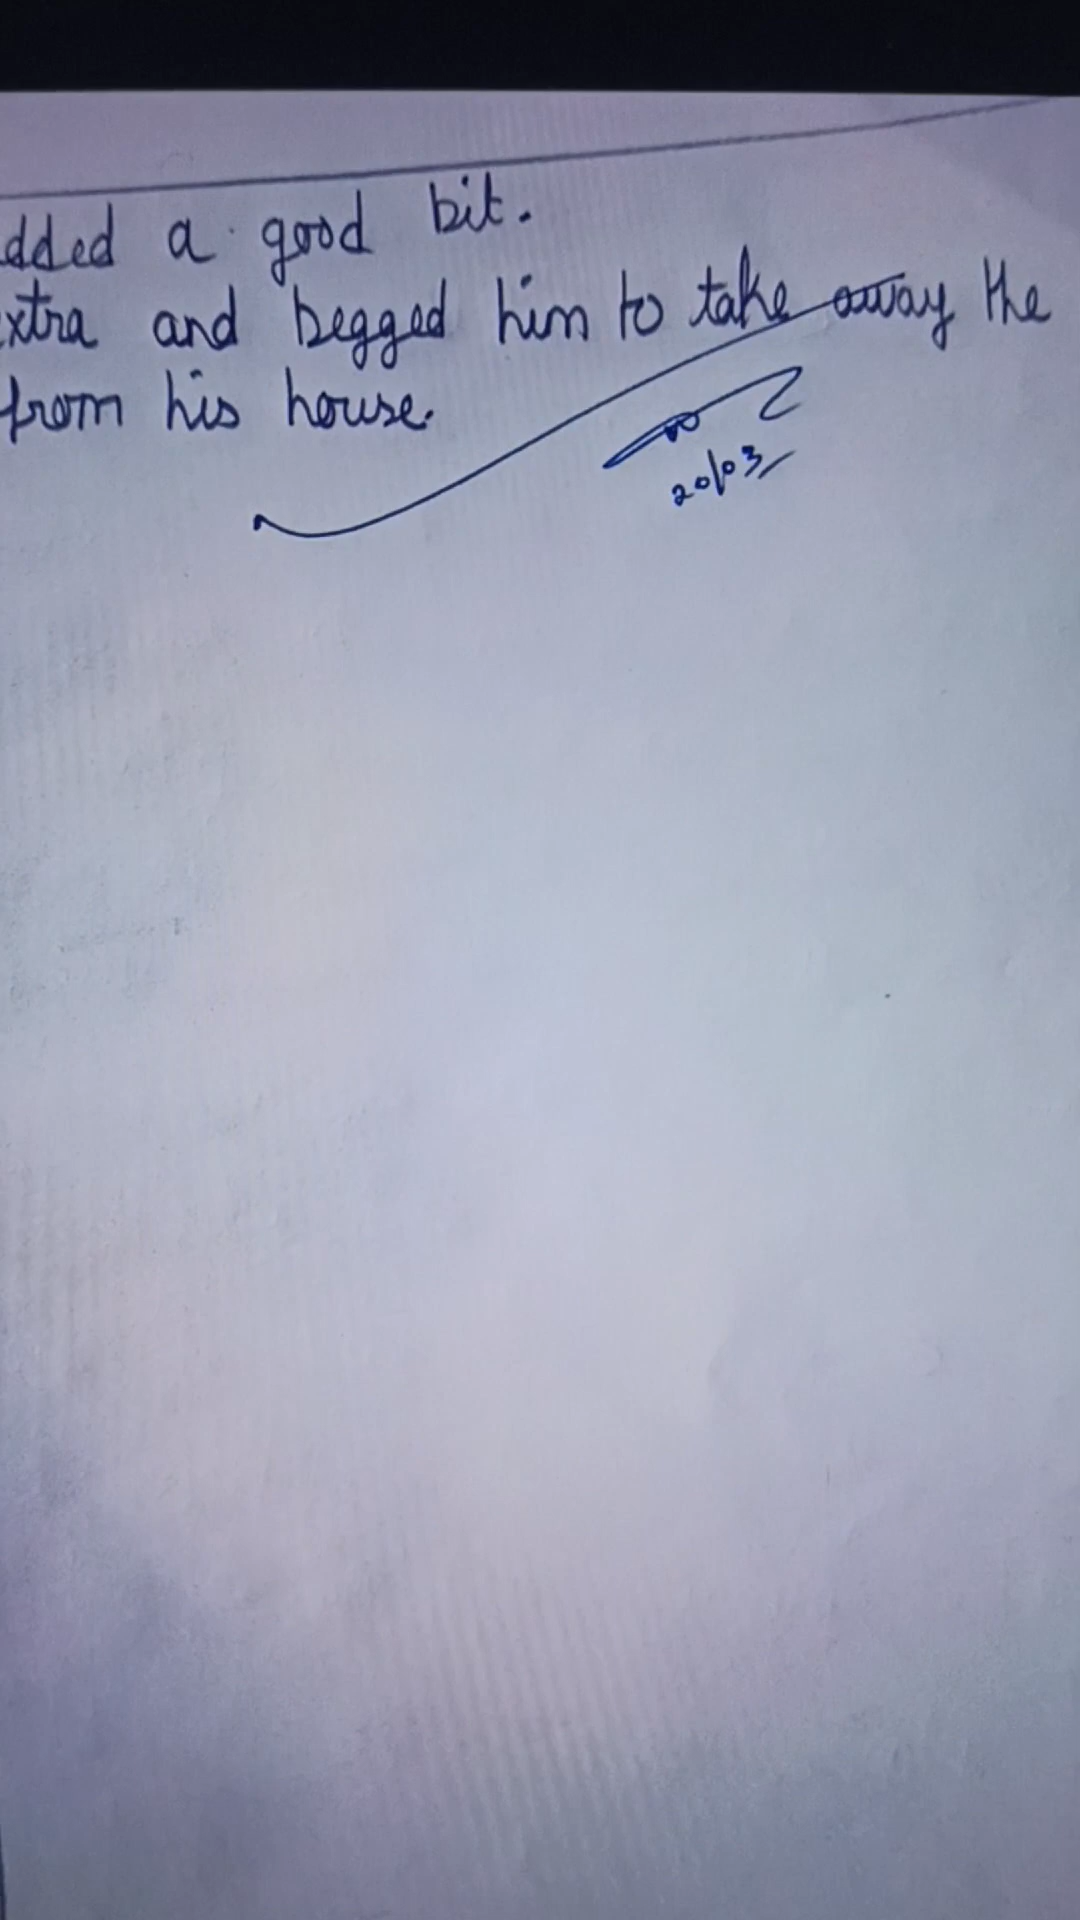 dded a good bit.
xtra and begged him to take away the
from his house.
20/03